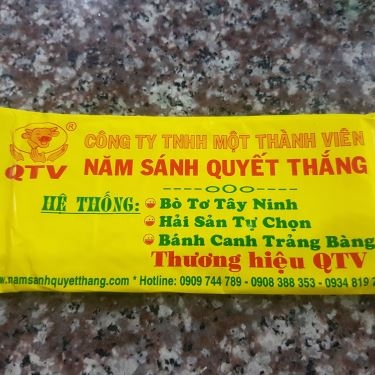 ®
QTV
CÔNG TY TNHH MỘT THÀNH VIÊN
NĂM SÁNH QUYẾT THẮNG
----oOo----
HỆ THỐNG:
Bò Tơ Tây Ninh
Hải Sản Tự Chọn
Bánh Canh Trảng Bàng
Thương hiệu QTV
.namsanhquyetthang.com * Hotline: 0909 744 789 - 0908 388 353 - 0934 819